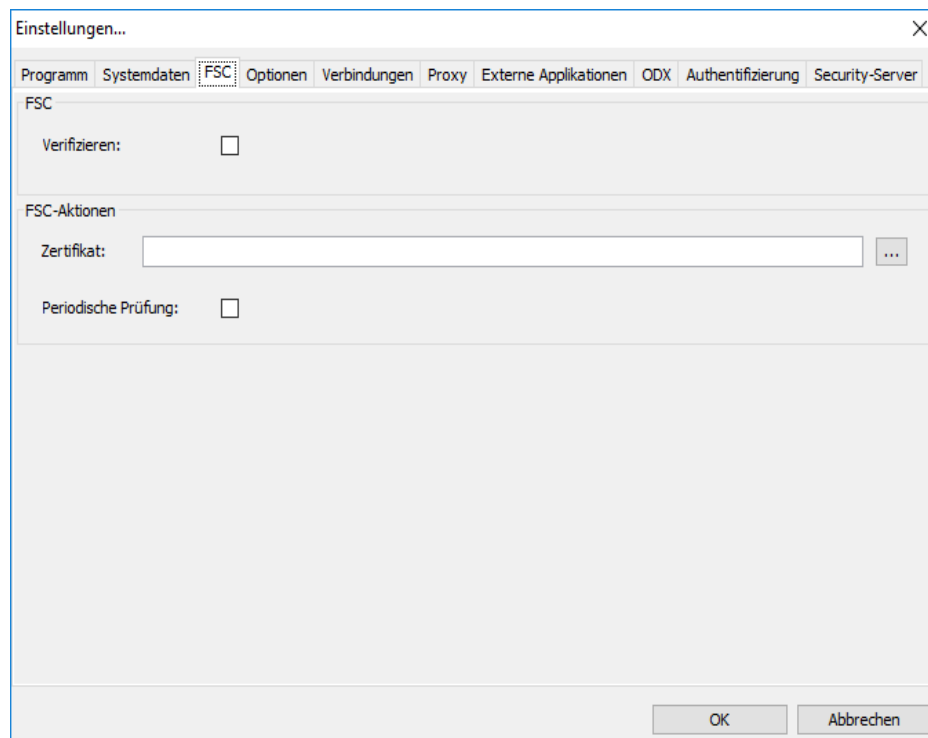 Einstellungen...
Programm Systemdaten FSC Optionen Verbindungen Proxy Externe Applikationen ODX Authentifizierung Security-Server
FSC
Verifizieren:
FSC-Aktionen
Zertifikat: ...
Periodische Prüfung:
OK Abbrechen